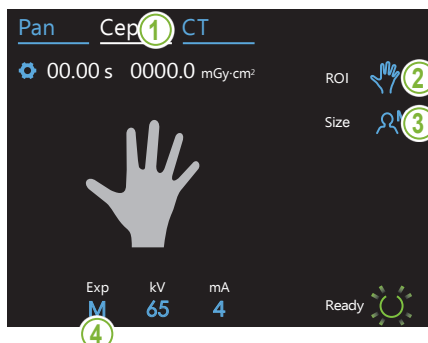 Pan Cep 1 CT
00.00 s 0000.0 mGy·cm²
ROI 2
Size 3
Exp kV mA
M 65 4
Ready
4